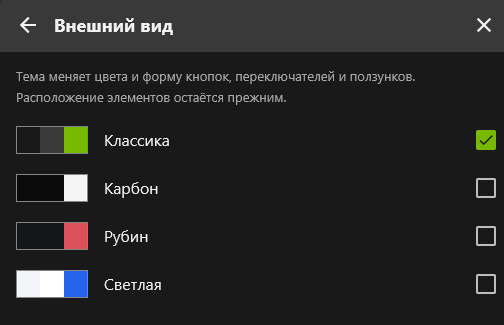 Внешний вид
Тема меняет цвета и форму кнопок, переключателей и ползунков.
Расположение элементов остаётся прежним.
Классика
Карбон
Рубин
Светлая